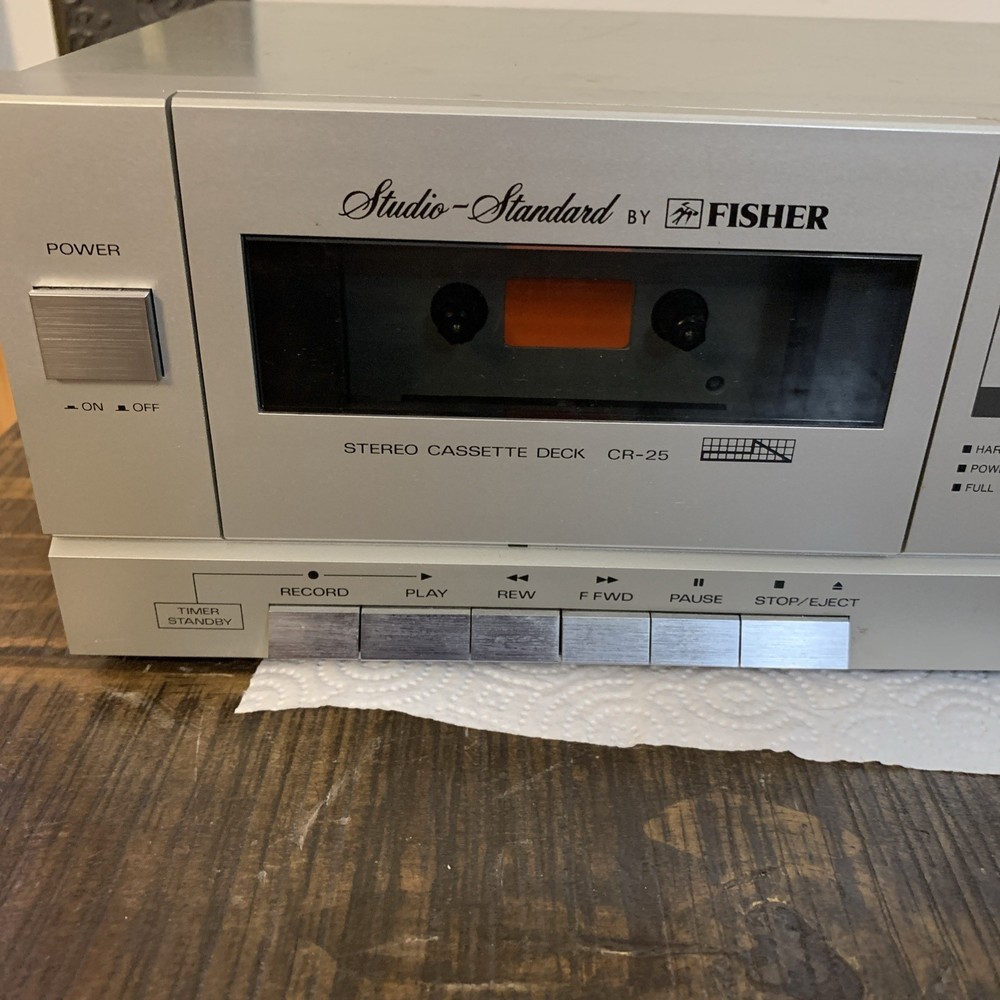 Studio-Standard BY FISHER
POWER
ON OFF
STEREO CASSETTE DECK CR-25
FULL
TIMER STANDBY
RECORD PLAY REW F FWD PAUSE STOP/EJECT